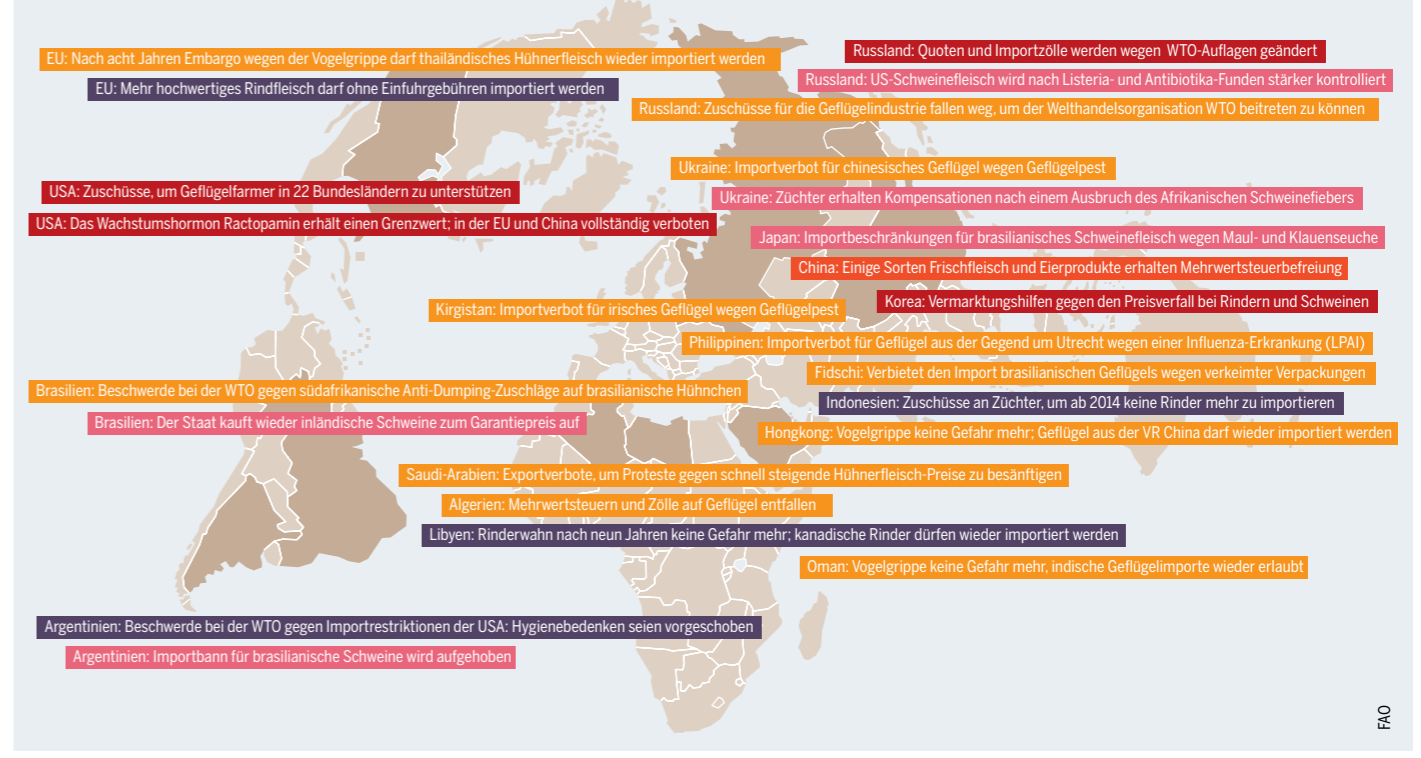 EU: Nach acht Jahren Embargo wegen der Vogelgrippe darf thailändisches Hühnerfleisch wieder importiert werden
EU: Mehr hochwertiges Rindfleisch darf ohne Einfuhrgebühren importiert werden
Russland: Quoten und Importzölle werden wegen WTO-Auflagen geändert
Russland: US-Schweinefleisch wird nach Listeria- und Antibiotika-Funden stärker kontrolliert
Russland: Zuschüsse für die Geflügelindustrie fallen weg, um der Welthandelsorganisation WTO beitreten zu können
Ukraine: Importverbot für chinesisches Geflügel wegen Geflügelpest
Ukraine: Züchter erhalten Kompensationen nach einem Ausbruch des Afrikanischen Schweinefiebers
USA: Zuschüsse, um Geflügelfarmer in 22 Bundesländern zu unterstützen
USA: Das Wachstumshormon Ractopamin erhält einen Grenzwert; in der EU und China vollständig verboten
Japan: Importbeschränkungen für brasilianisches Schweinefleisch wegen Maul- und Klauenseuche
China: Einige Sorten Frischfleisch und Eierprodukte erhalten Mehrwertsteuerbefreiung
Korea: Vermarktungshilfen gegen den Preisverfall bei Rindern und Schweinen
Kirgistan: Importverbot für irisches Geflügel wegen Geflügelpest
Philippinen: Importverbot für Geflügel aus der Gegend um Utrecht wegen einer Influenza-Erkrankung (LPAI)
Fidschi: Verbietet den Import brasilianischen Geflügels wegen verkeimter Verpackungen
Brasilien: Beschwerde bei der WTO gegen südafrikanische Anti-Dumping-Zuschläge auf brasilianische Hühnchen
Brasilien: Der Staat kauft wieder inländische Schweine zum Garantiepreis auf
Indonesien: Zuschüsse an Züchter, um ab 2014 keine Rinder mehr zu importieren
Hongkong: Vogelgrippe keine Gefahr mehr; Geflügel aus der VR China darf wieder importiert werden
Saudi-Arabien: Exportverbote, um Proteste gegen schnell steigende Hühnerfleisch-Preise zu besänftigen
Algerien: Mehrwertsteuern und Zölle auf Geflügel entfallen
Libyen: Rinderwahn nach neun Jahren keine Gefahr mehr; kanadische Rinder dürfen wieder importiert werden
Oman: Vogelgrippe keine Gefahr mehr, indische Geflügelimporte wieder erlaubt
Argentinien: Beschwerde bei der WTO gegen Importrestriktionen der USA: Hygienebedenken seien vorgeschoben
Argentinien: Importbann für brasilianische Schweine wird aufgehoben
FAO